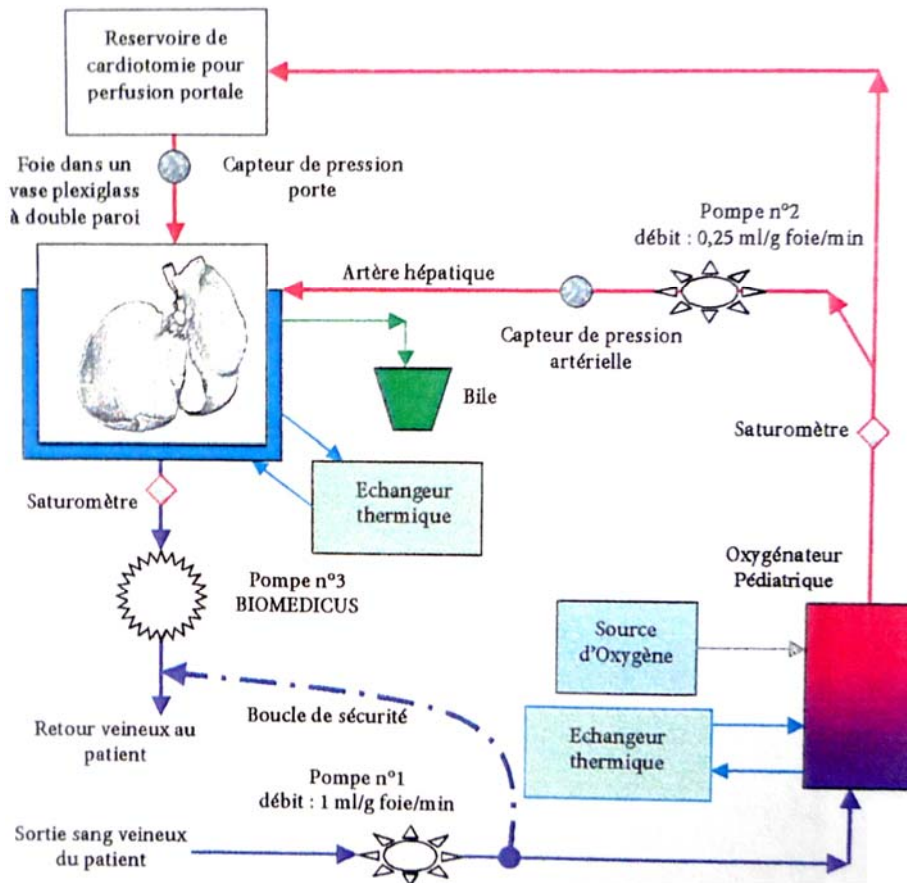 Reservoire de
cardiotomie pour
perfusion portale
Foie dans un
vase plexiglass
à double paroi
Capteur de pression
porte
Pompe n°2
débit : 0,25 ml/g foie/min
Artère hépatique
Capteur de pression
artérielle
Bile
Saturomètre
Saturomètre
Echangeur
thermique
Pompe n°3
BIOMEDICUS
Oxygénateur
Pédiatrique
Source
d'Oxygène
Boucle de sécurité
Retour veineux au
patient
Echangeur
thermique
Pompe n°1
débit : 1 ml/g foie/min
Sortie sang veineux
du patient